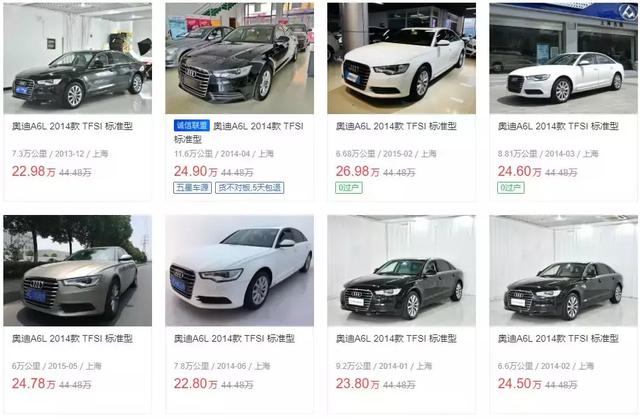 奥迪A6L 2014款 TFSI 标准型
7.3万公里 / 2013-12 / 上海
22.98万 44.48万
诚信联盟 奥迪A6L 2014款 TFSI
标准型
11.6万公里 / 2014-04 / 上海
24.90万 44.48万
五星车源 货不对板,5天包退
奥迪A6L 2014款 TFSI 标准型
6.68万公里 / 2015-02 / 上海
26.98万 44.48万
0过户
奥迪A6L 2014款 TFSI 标准型
8.81万公里 / 2014-03 / 上海
24.60万 44.48万
0过户
奥迪A6L 2014款 TFSI 标准型
6万公里 / 2015-05 / 上海
24.78万 44.48万
奥迪A6L 2014款 TFSI 标准型
7.8万公里 / 2014-06 / 上海
22.80万 44.48万
奥迪A6L 2014款 TFSI 标准型
9.2万公里 / 2014-01 / 上海
23.80万 44.48万
奥迪A6L 2014款 TFSI 标准型
6.6万公里 / 2014-02 / 上海
24.50万 44.48万